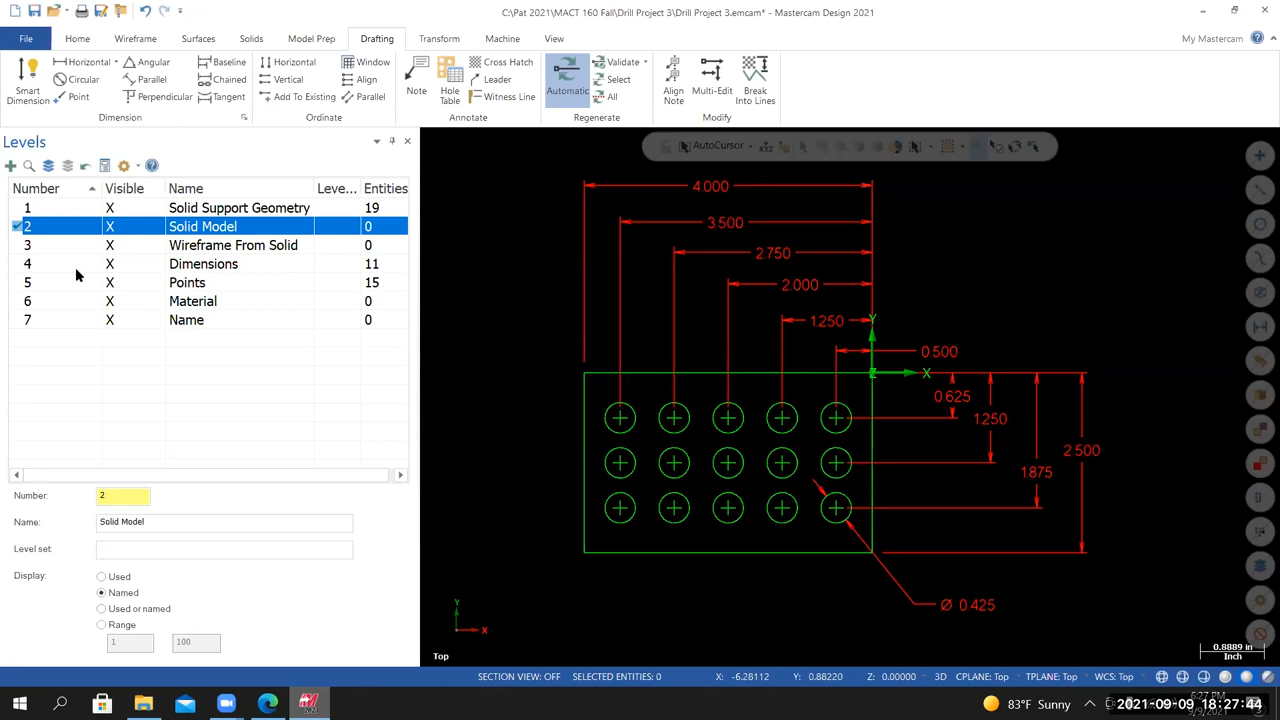 C:\Pat 2021\MACT 160 Fall\Drill Project 3\Drill Project 3.emcam* - Mastercam Design 2021
File Home Wireframe Surfaces Solids Model Prep Drafting Transform Machine View My Mastercam
Smart Dimension
Horizontal Angular Baseline
Circular Parallel Chained
Point Perpendicular Tangent
Dimension
Horizontal Window
Vertical Align
Add To Existing Parallel
Ordinate
Note
Hole Table
Cross Hatch
Leader
Witness Line
Annotate
Automatic
Validate
Select
All
Regenerate
Align Note
Multi-Edit
Break Into Lines
Modify
Levels
AutoCursor
Number Visible Name Leve... Entities
1 X Solid Support Geometry 19
2 X Solid Model 0
3 X Wireframe From Solid 0
4 X Dimensions 11
5 X Points 15
6 X Material 0
7 X Name 0
Number: 2
Name: Solid Model
Level set:
Display: Used
Named
Used or named
Range
1 100
4.000
3.500
2.750
2.000
1.250
0.500
Y
Z X
0.625
1.250
1.875
2.500
Ø 0.425
Y
X
Top
0.8889 in
Inch
SECTION VIEW: OFF SELECTED ENTITIES: 0 X: -6.28112 Y: 0.88220 Z: 0.00000 3D CPLANE: TOP TPLANE: TOP WCS: TOP
83°F Sunny
6:27 PM
9/9/2021
2021-09-09 18:27:44